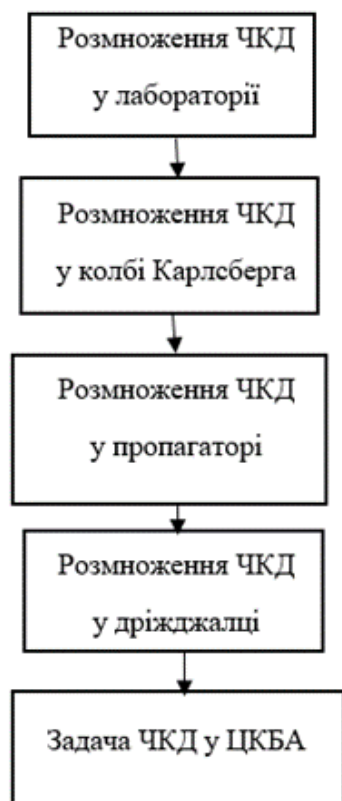 Розмноження ЧКД
у лабораторії
Розмноження ЧКД
у колбі Карлсберга
Розмноження ЧКД
у пропагаторі
Розмноження ЧКД
у дріжджалці
Задача ЧКД у ЦКБА